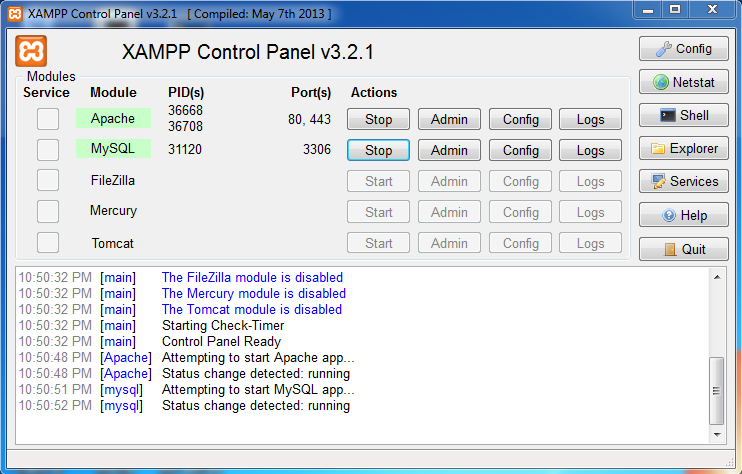 XAMPP Control Panel v3.2.1 [ Compiled: May 7th 2013 ]
XAMPP Control Panel v3.2.1
Config
Modules
Service Module PID(s) Port(s) Actions
Netstat
Apache 36668 36708 80, 443 Stop Admin Config Logs
Shell
MySQL 31120 3306 Stop Admin Config Logs
Explorer
FileZilla Start Admin Config Logs
Services
Mercury Start Admin Config Logs
Help
Tomcat Start Admin Config Logs
Quit
10:50:32 PM [main] The FileZilla module is disabled
10:50:32 PM [main] The Mercury module is disabled
10:50:32 PM [main] The Tomcat module is disabled
10:50:32 PM [main] Starting Check-Timer
10:50:32 PM [main] Control Panel Ready
10:50:48 PM [Apache] Attempting to start Apache app...
10:50:48 PM [Apache] Status change detected: running
10:50:51 PM [mysql] Attempting to start MySQL app...
10:50:52 PM [mysql] Status change detected: running